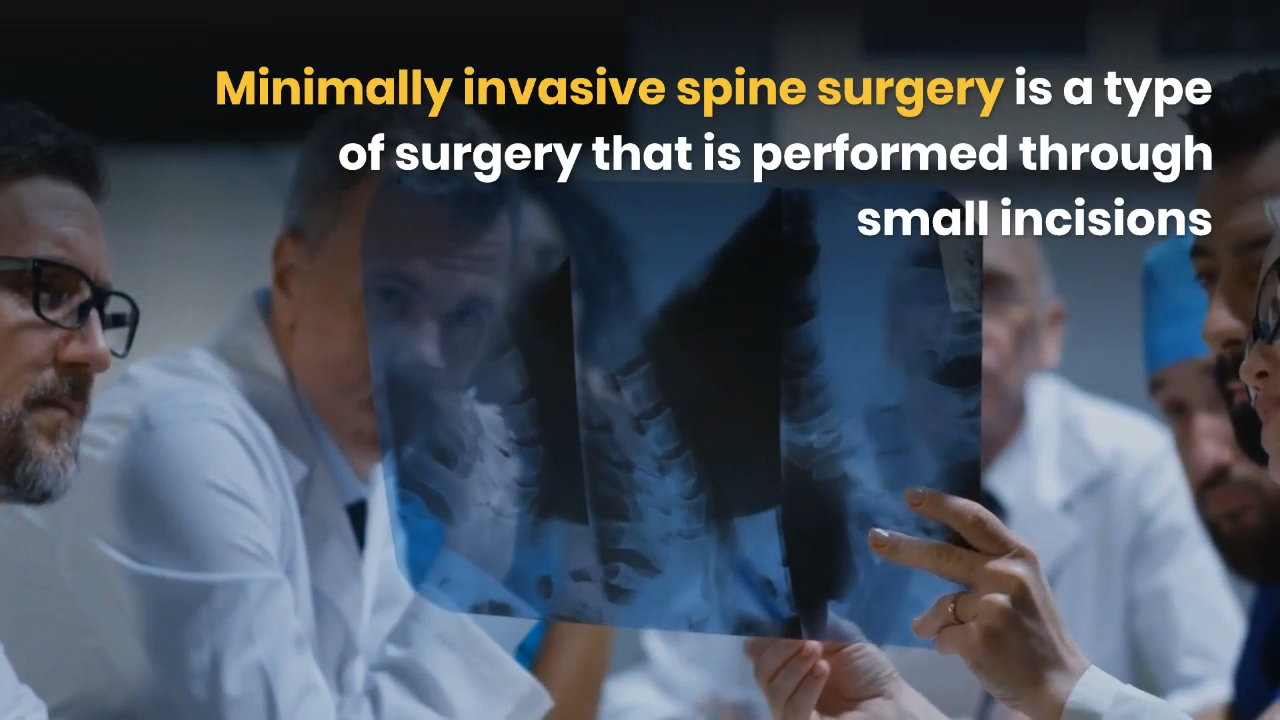 Minimally invasive spine surgery is a type
of surgery that is performed through
small incisions